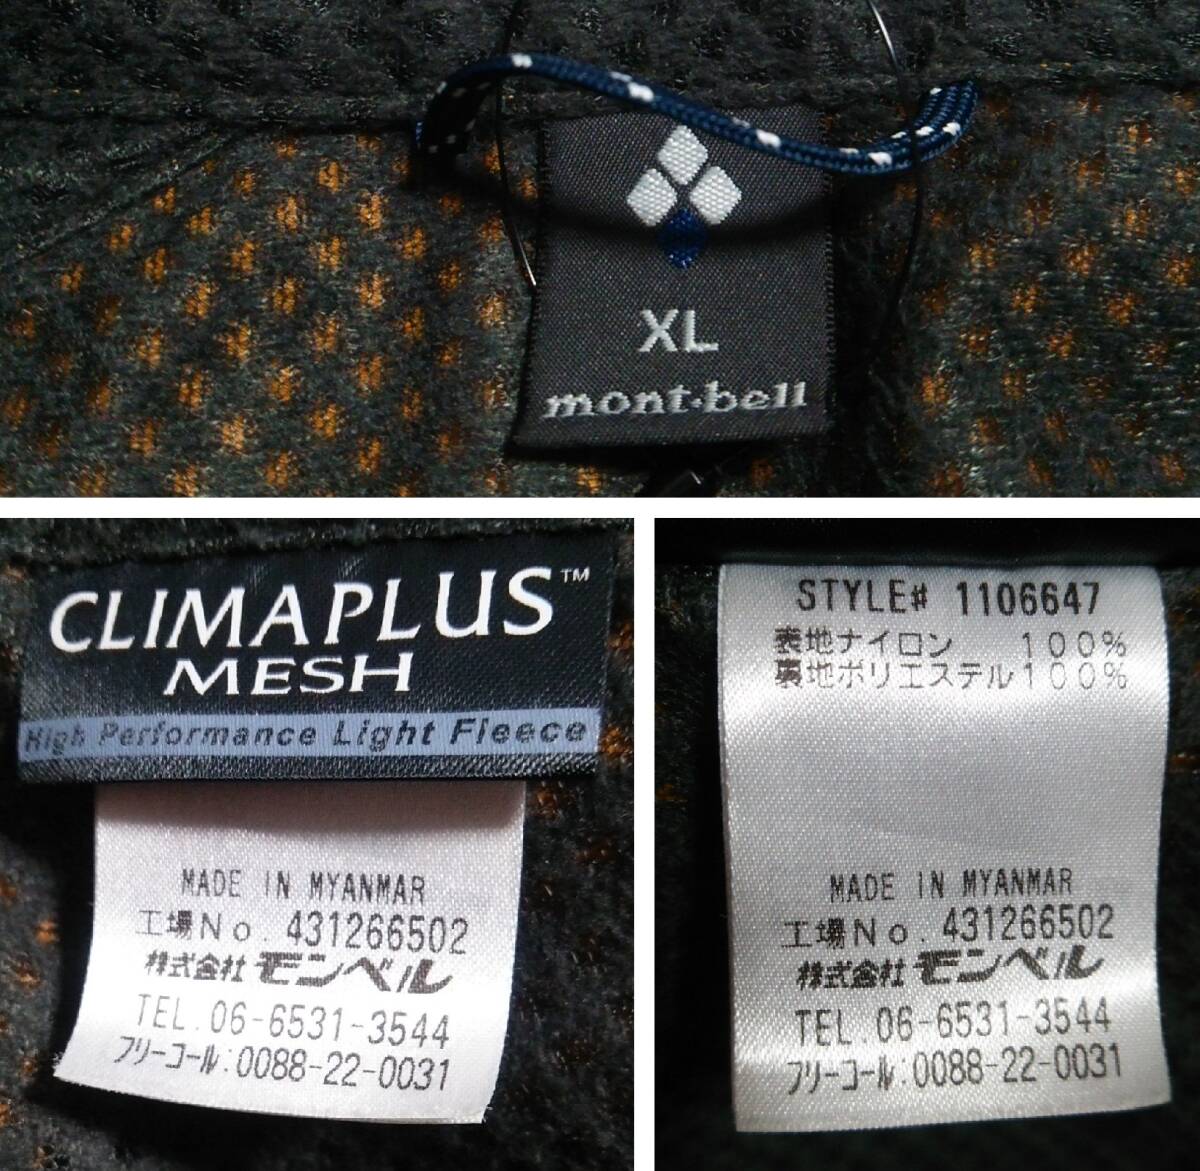 XL
mont·bell
CLIMAPLUS™
MESH
High Performance Light Fleece
MADE IN MYANMAR
工場No. 431266502
株式会社 モンベル
TEL. 06-6531-3544
フリーコール:0088-22-0031
STYLE# 1106647
表地ナイロン 100%
裏地ポリエステル100%
MADE IN MYANMAR
工場No. 431266502
株式会社 モンベル
TEL. 06-6531-3544
フリーコール:0088-22-0031